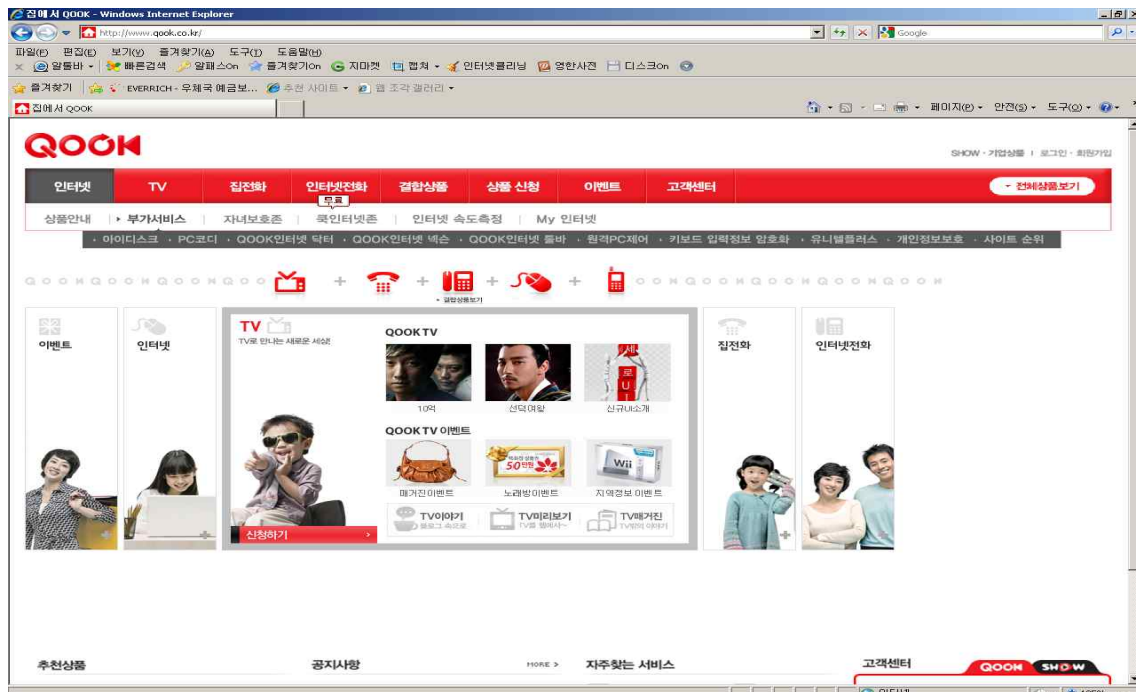 집에서 QOOK - Windows Internet Explorer
http://www.qook.co.kr/
Google
파일(F) 편집(E) 보기(V) 즐겨찾기(A) 도구(T) 도움말(H)
알툴바 빠른검색 알패스On 즐겨찾기On 지마켓 캡쳐 인터넷클리닝 영한사전 디스크on
즐겨찾기 EVERRICH - 우체국 예금보... 추천 사이트 웹 조각 갤러리
집에서 QOOK
페이지(P) 안전(S) 도구(O)
QOOK
SHOW · 기업상품 | 로그인 · 회원가입
인터넷 TV 집전화 인터넷전화 결합상품 상품 신청 이벤트 고객센터 전체상품보기
무료
상품안내 부가서비스 자녀보호존 쿡인터넷존 인터넷 속도측정 My 인터넷
아이디스크 PC코디 QOOK인터넷 닥터 QOOK인터넷 넥슨 QOOK인터넷 툴바 원격PC제어 키보드 입력정보 암호화 유니텔플러스 개인정보보호 사이트 순위
QOOKQOOKQOOKQOO + + + + OOKQOOKQOOKQOOKQOOK
결합상품보기
이벤트
인터넷
TV
TV로 만나는 새로운 세상!
신청하기
QOOK TV
세
로
U
I
10억 선덕여왕 신규UI소개
QOOK TV 이벤트
50만원
Wii
매거진이벤트 노래방이벤트 지역정보 이벤트
TV이야기 TV미리보기 TV매거진
블로그 속으로
집전화
인터넷전화
추천상품 공지사항 MORE > 자주찾는 서비스 고객센터 QOOK SHOW